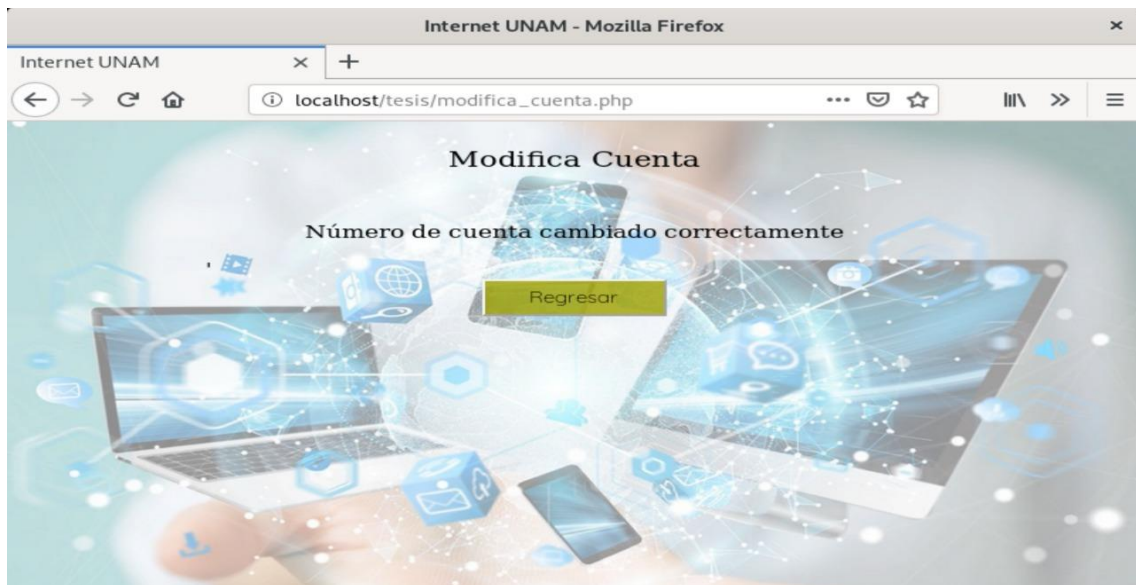 Internet UNAM - Mozilla Firefox
Internet UNAM
localhost/tesis/modifica_cuenta.php
Modifica Cuenta
Número de cuenta cambiado correctamente
Regresar